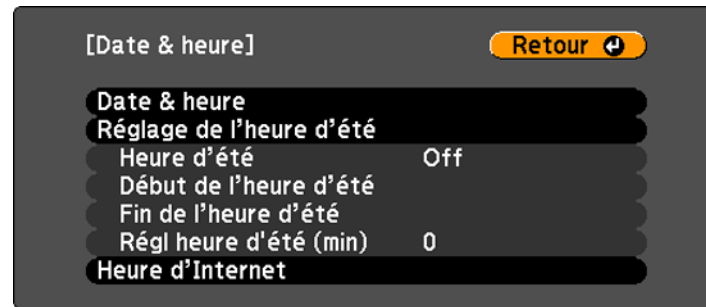 [Date & heure] Retour
Date & heure
Réglage de l’heure d’été
Heure d’été Off
Début de l’heure d’été
Fin de l’heure d’été
Régl heure d'été (min) 0
Heure d’Internet